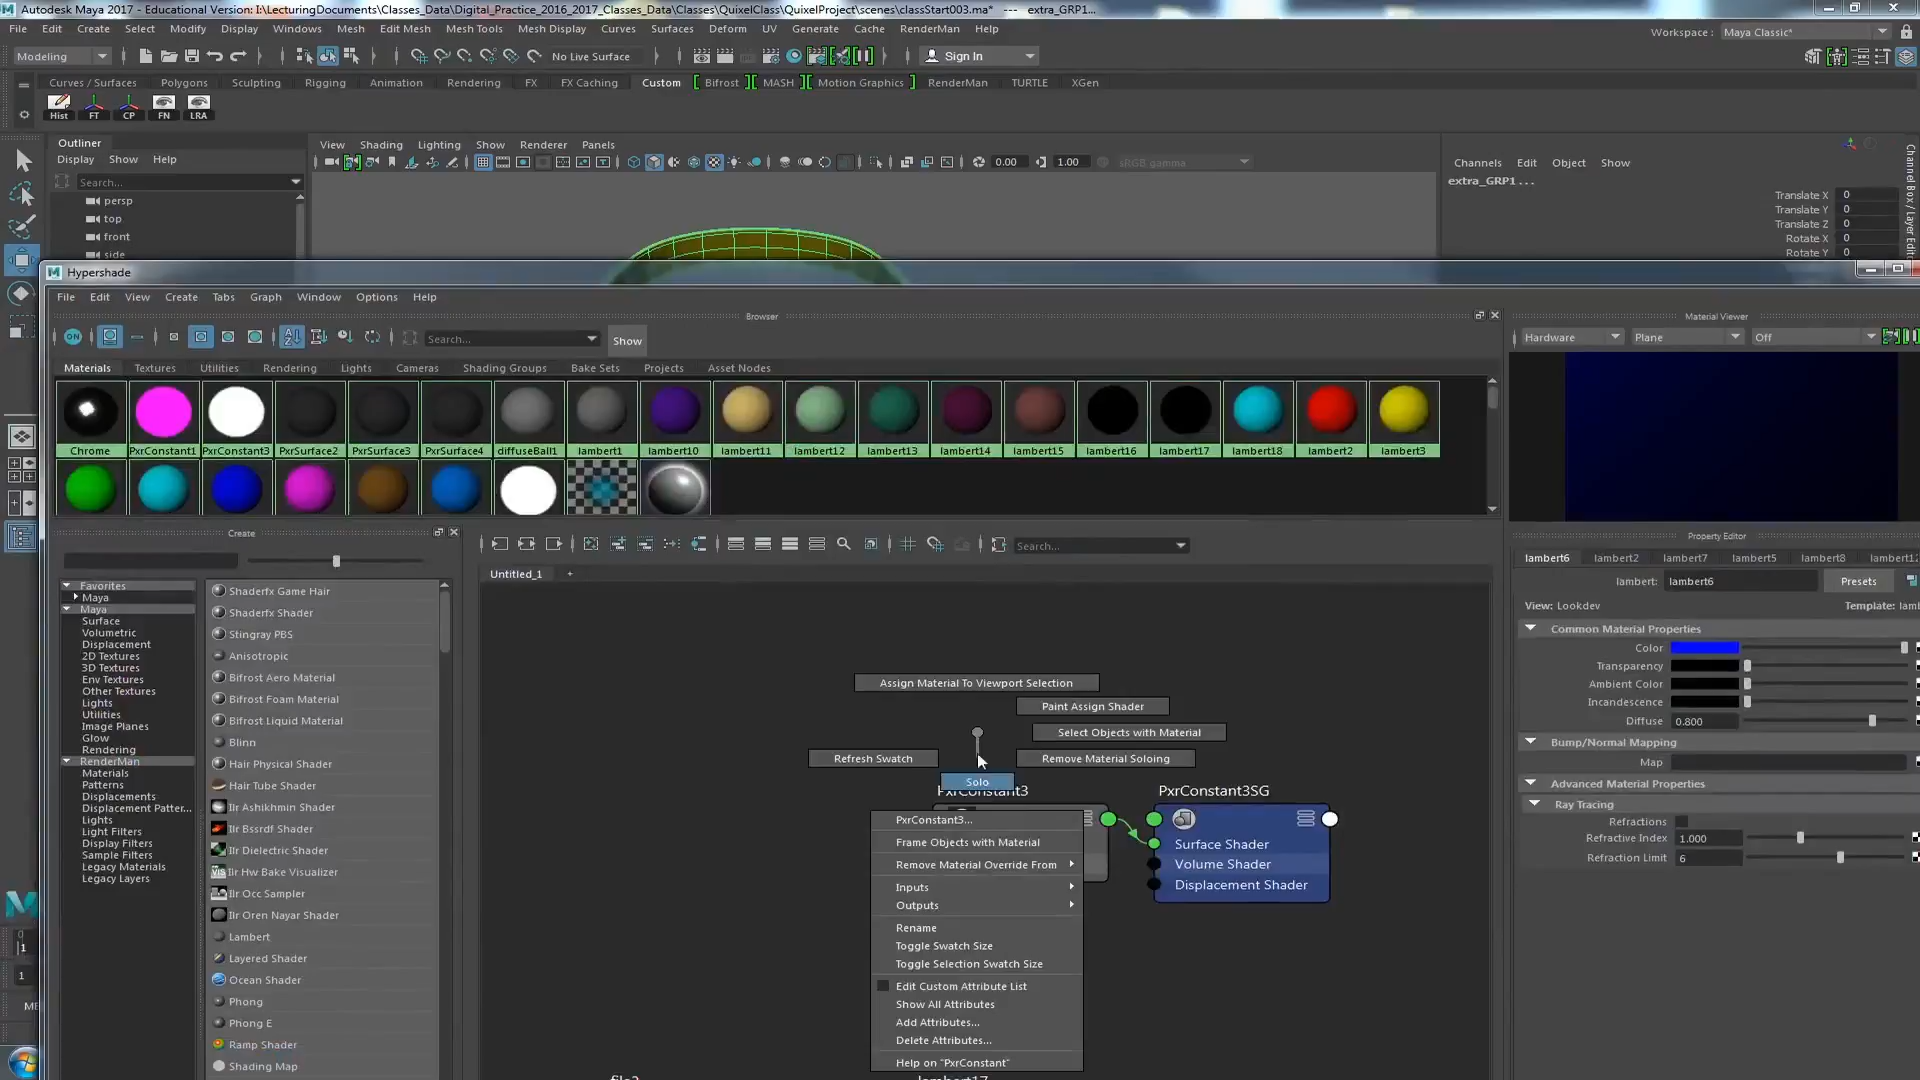 Autodesk Maya 2017 - Educational Version: I:\LecturingDocuments\Classes_Data\Digital_Practice_2016_2017_Classes_Data\Classes\QuixelClass\QuixelProject\scenes\classStart003.ma* --- extra_GRP1...
File Edit Create Select Modify Display Windows Mesh Edit Mesh Mesh Tools Mesh Display Curves Surfaces Deform UV Generate Cache RenderMan Help
Workspace : Maya Classic*
Modeling No Live Surface Sign In
Curves / Surfaces Polygons Sculpting Rigging Animation Rendering FX FX Caching Custom Bifrost MASH Motion Graphics RenderMan TURTLE XGen
Hist FT CP FN LRA
Outliner
Display Show Help
Search...
persp
top
front
side
View Shading Lighting Show Renderer Panels
0.00 1.00 sRGB gamma
Channels Edit Object Show
extra_GRP1...
Translate X 0
Translate Y 0
Translate Z 0
Rotate X 0
Rotate Y 0
Channel Box / Layer Edit
Hypershade
File Edit View Create Tabs Graph Window Options Help
Browser
ON Search... Show
Materials Textures Utilities Rendering Lights Cameras Shading Groups Bake Sets Projects Asset Nodes
Chrome PxrConstant1 PxrConstant3 PxrSurface2 PxrSurface3 PxrSurface4 diffuseBall1 lambert1 lambert10 lambert11 lambert12 lambert13 lambert14 lambert15 lambert16 lambert17 lambert18 lambert2 lambert3
Material Viewer
Hardware Plane Off
Create
Favorites
Maya
Maya
Surface
Volumetric
Displacement
2D Textures
3D Textures
Env Textures
Other Textures
Lights
Utilities
Image Planes
Glow
Rendering
RenderMan
Materials
Patterns
Displacements
Displacement Patter...
Lights
Light Filters
Display Filters
Sample Filters
Legacy Materials
Legacy Layers
Shaderfx Game Hair
Shaderfx Shader
Stingray PBS
Anisotropic
Bifrost Aero Material
Bifrost Foam Material
Bifrost Liquid Material
Blinn
Hair Physical Shader
Hair Tube Shader
Ilr Ashikhmin Shader
Ilr Bssrdf Shader
Ilr Dielectric Shader
Ilr Hw Bake Visualizer
Ilr Occ Sampler
Ilr Oren Nayar Shader
Lambert
Layered Shader
Ocean Shader
Phong
Phong E
Ramp Shader
Shading Map
Search...
Untitled_1 +
Assign Material To Viewport Selection
Paint Assign Shader
Select Objects with Material
Refresh Swatch
Remove Material Soloing
Solo
PxrConstant3
PxrConstant3SG
Surface Shader
Volume Shader
Displacement Shader
PxrConstant3...
Frame Objects with Material
Remove Material Override From
Inputs
Outputs
Rename
Toggle Swatch Size
Toggle Selection Swatch Size
Edit Custom Attribute List
Show All Attributes
Add Attributes...
Delete Attributes...
Help on "PxrConstant"
Property Editor
lambert6 lambert2 lambert7 lambert5 lambert8 lambert12
lambert: lambert6 Presets
View: Lookdev Template: lam
Common Material Properties
Color
Transparency
Ambient Color
Incandescence
Diffuse 0.800
Bump/Normal Mapping
Map
Advanced Material Properties
Ray Tracing
Refractions
Refractive Index 1.000
Refraction Limit 6